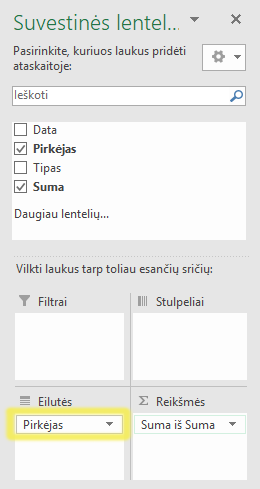 Suvestinės lentel...
Pasirinkite, kuriuos laukus pridėti
ataskaitoje:
Ieškoti
Data
Pirkėjas
Tipas
Suma
Daugiau lentelių...
Vilkti laukus tarp toliau esančių sričių:
Filtrai
Stulpeliai
Eilutės
Reikšmės
Pirkėjas
Suma iš Suma